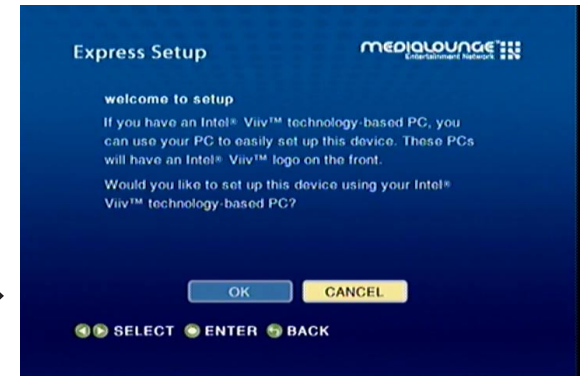 Express Setup
MEDIALOUNGE™
Entertainment Network
welcome to setup
If you have an Intel® Viiv™ technology-based PC, you
can use your PC to easily set up this device. These PCs
will have an Intel® Viiv™ logo on the front.
Would you like to set up this device using your Intel®
Viiv™ technology-based PC?
OK CANCEL
SELECT ENTER BACK